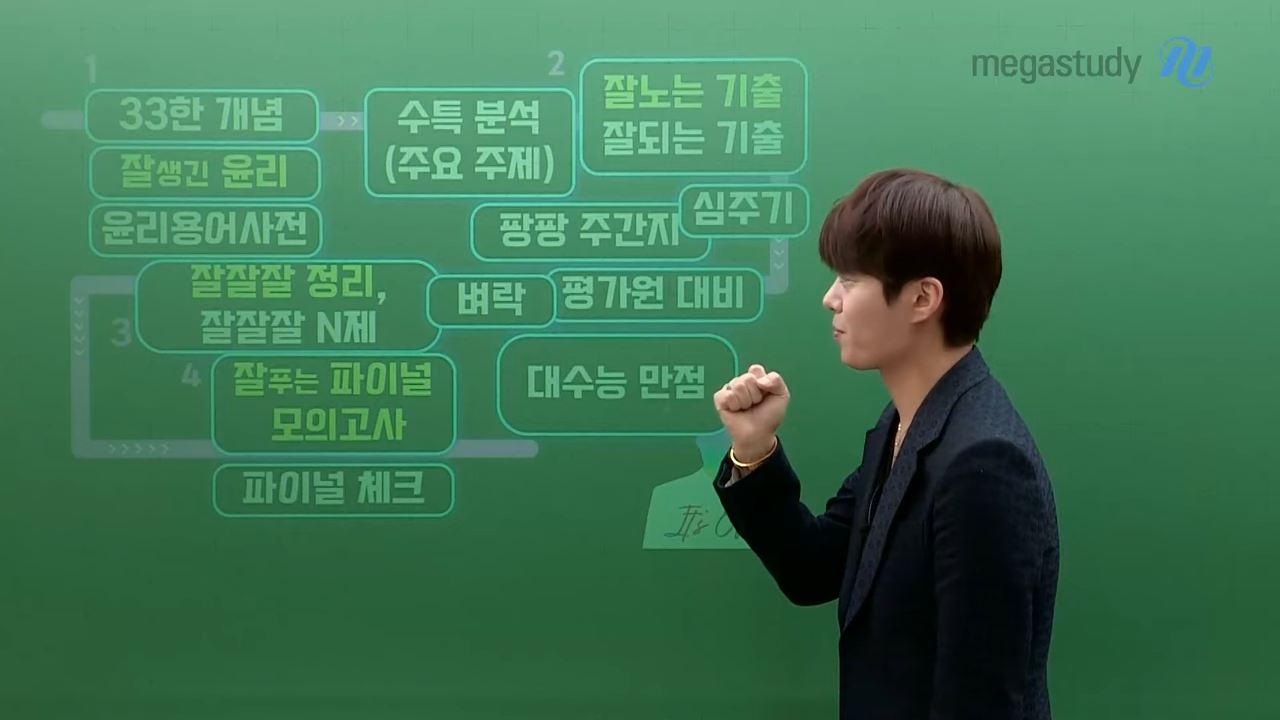 megastudy
1
33한 개념
잘생긴 윤리
윤리용어사전
수특 분석
(주요 주제)
2
잘노는 기출
잘되는 기출
심주기
팡팡 주간지
평가원 대비
벼락
3
잘잘잘 정리,
잘잘잘 N제
4
잘푸는 파이널
모의고사
파이널 체크
대수능 만점
It's